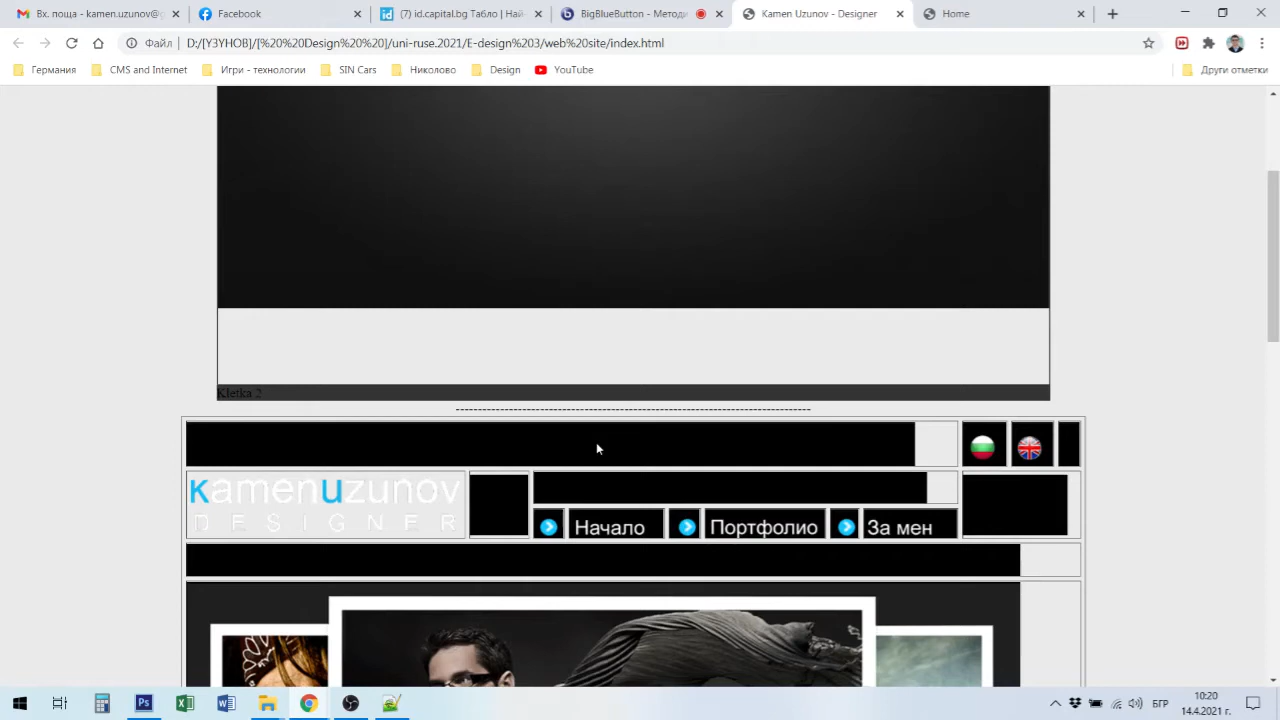 Вх. поща - kamen.uzunov@g
Facebook
(7) id.capital.bg Табло | Най
BigBlueButton - Методи
Kamen Uzunov - Designer
Home
Файл
D:/[УЗУНОВ]/[%20%20Design%20%20]/uni-ruse.2021/E-design%203/web%20site/index.html
Германия
CMS and Internet
Игри - технологии
SIN Cars
Николово
Design
YouTube
Други отметки
Kletka 2
--------------------------------------------------------------------------------
kamenuzunov
DESIGNER
Начало
Портфолио
За мен
БГР
10:20
14.4.2021 г.